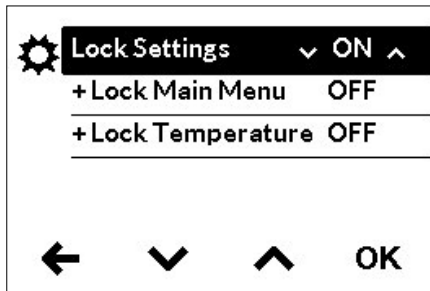 Lock Settings ON
+Lock Main Menu OFF
+Lock Temperature OFF
OK